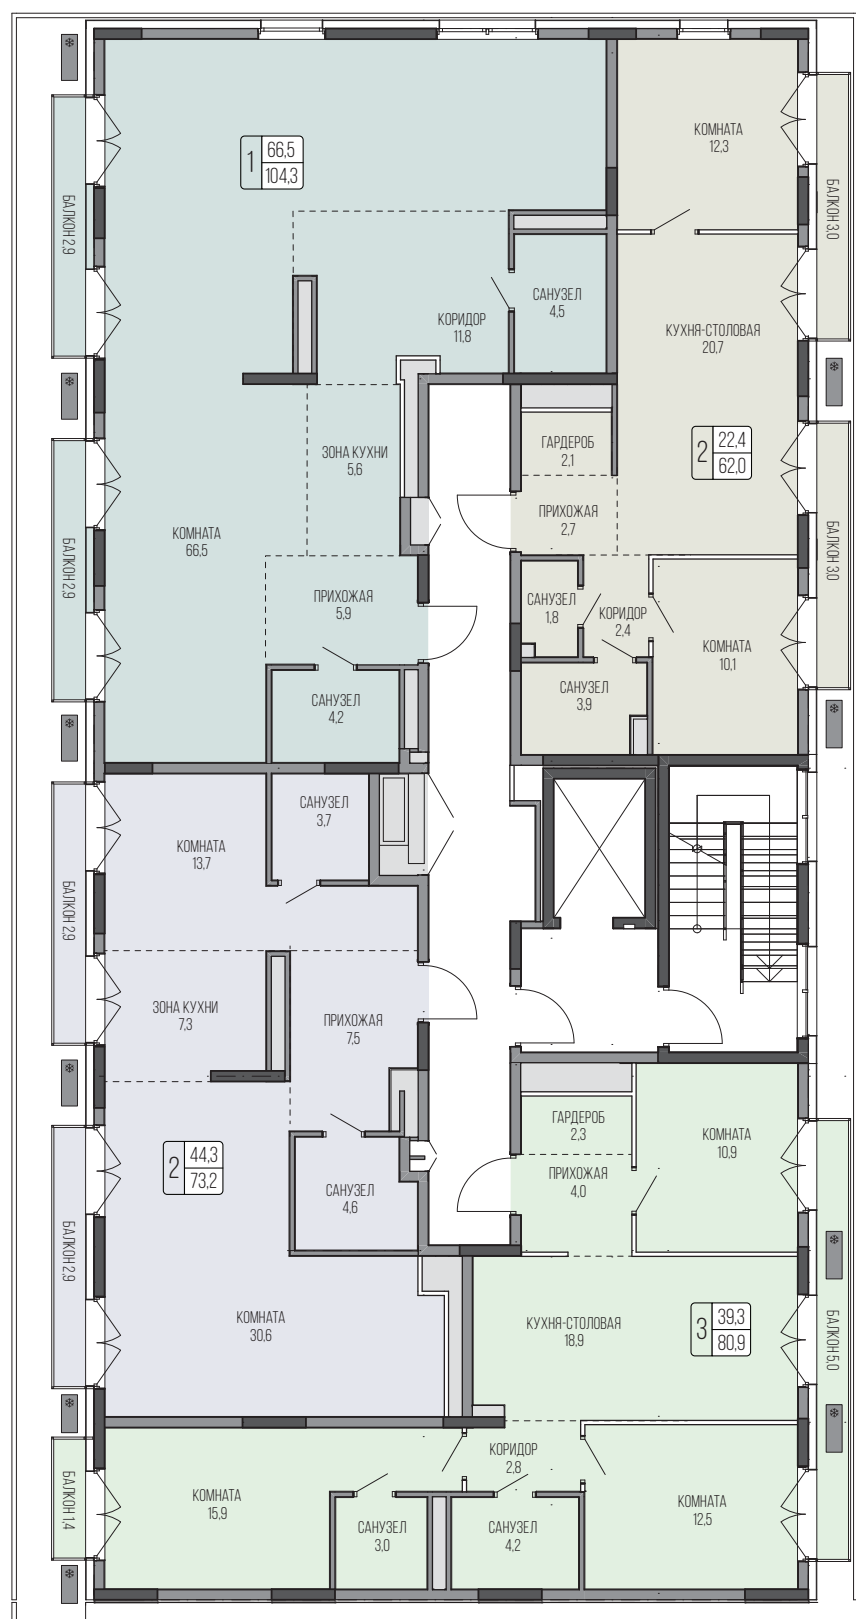 1
66,5
104,3
БАЛКОН 2,9
КОРИДОР
11,8
САНУЗЕЛ
4,5
ЗОНА КУХНИ
5,6
КОМНАТА
66,5
БАЛКОН 2,9
ПРИХОЖАЯ
5,9
САНУЗЕЛ
4,2
КОМНАТА
12,3
БАЛКОН 3,0
КУХНЯ-СТОЛОВАЯ
20,7
ГАРДЕРОБ
2,1
2
22,4
62,0
ПРИХОЖАЯ
2,7
БАЛКОН 3,0
САНУЗЕЛ
1,8
КОРИДОР
2,4
КОМНАТА
10,1
САНУЗЕЛ
3,9
САНУЗЕЛ
3,7
КОМНАТА
13,7
БАЛКОН 2,9
ЗОНА КУХНИ
7,3
ПРИХОЖАЯ
7,5
2
44,3
73,2
САНУЗЕЛ
4,6
БАЛКОН 2,9
КОМНАТА
30,6
ГАРДЕРОБ
2,3
КОМНАТА
10,9
ПРИХОЖАЯ
4,0
КУХНЯ-СТОЛОВАЯ
18,9
3
39,3
80,9
БАЛКОН 5,0
КОРИДОР
2,8
КОМНАТА
15,9
БАЛКОН 1,4
САНУЗЕЛ
3,0
САНУЗЕЛ
4,2
КОМНАТА
12,5